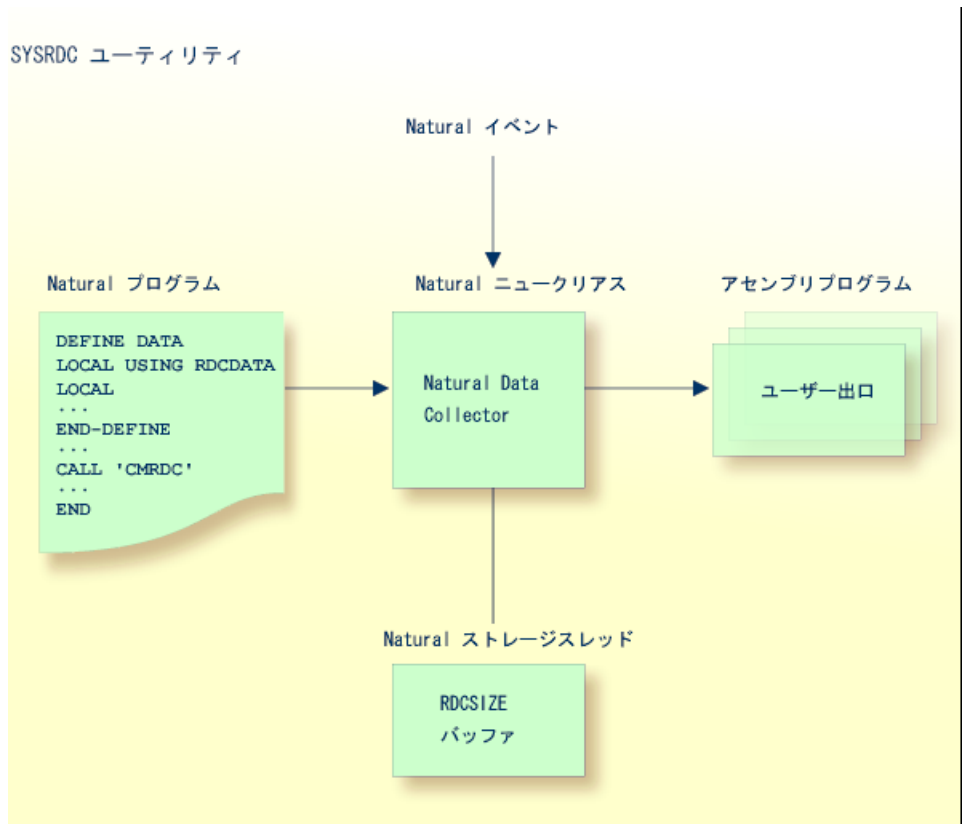 SYSRDC ユーティリティ
Natural イベント
Natural プログラム
Natural ニュークリアス
アセンブリプログラム
DEFINE DATA
LOCAL USING RDCDATA
LOCAL
...
END-DEFINE
...
CALL 'CMRDC'
...
END
Natural Data
Collector
ユーザー出口
Natural ストレージスレッド
RDCSIZE
バッファ